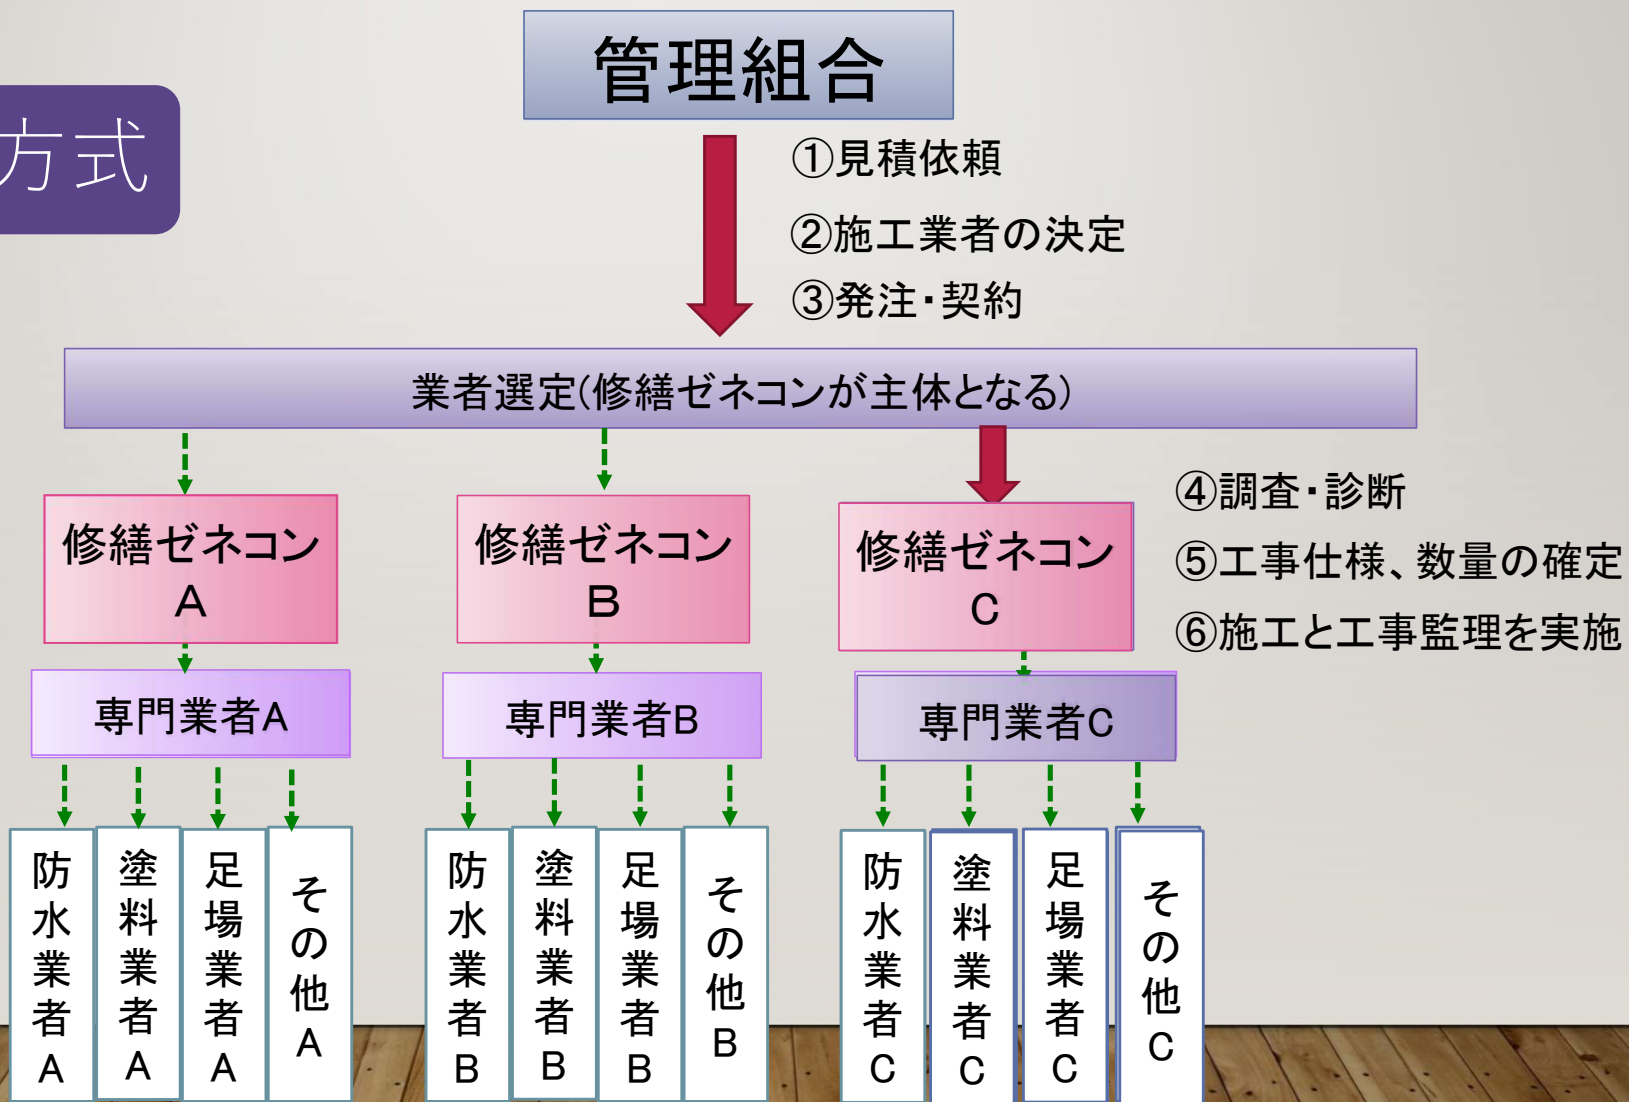 管理組合
方式
①見積依頼
②施工業者の決定
③発注・契約
業者選定(修繕ゼネコンが主体となる)
修繕ゼネコン
A
修繕ゼネコン
B
修繕ゼネコン
C
④調査・診断
⑤工事仕様、数量の確定
⑥施工と工事監理を実施
専門業者A
専門業者B
専門業者C
防水業者A
塗料業者A
足場業者A
その他A
防水業者B
塗料業者B
足場業者B
その他B
防水業者C
塗料業者C
足場業者C
その他C